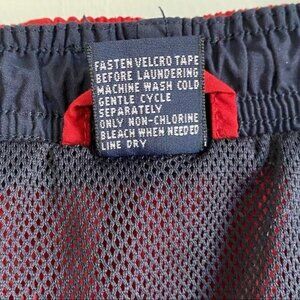 FASTEN VELCRO TAPE
BEFORE LAUNDERING
MACHINE WASH COLD
GENTLE CYCLE
SEPARATELY
ONLY NON-CHLORINE
BLEACH WHEN NEEDED
LINE DRY